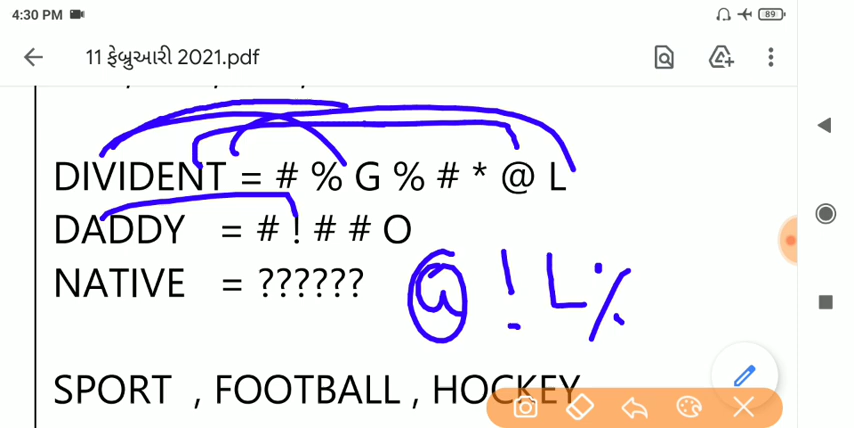 4:30 PM 89
11 ફેબ્રુઆરી 2021.pdf
DIVIDENT = # % G % # * @ L
DADDY = # ! # # O
NATIVE = ??????
@ ! L %
SPORT , FOOTBALL , HOCKEY